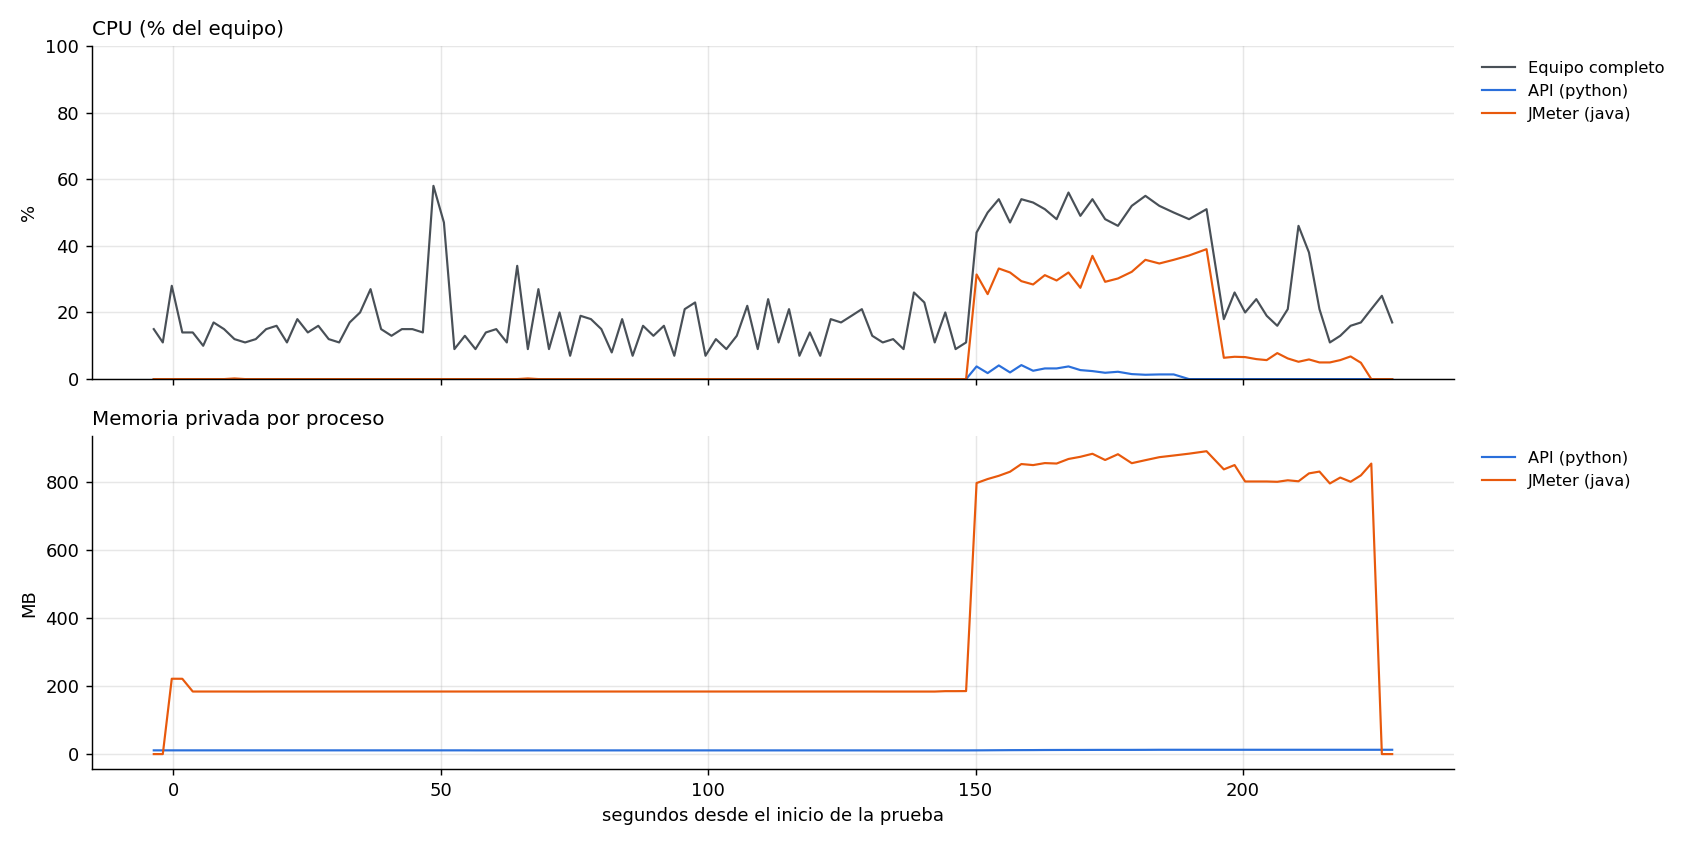 CPU (% del equipo)
100
80
60
40
20
0
%
Equipo completo
API (python)
JMeter (java)
Memoria privada por proceso
800
600
400
200
0
MB
API (python)
JMeter (java)
0 50 100 150 200
segundos desde el inicio de la prueba